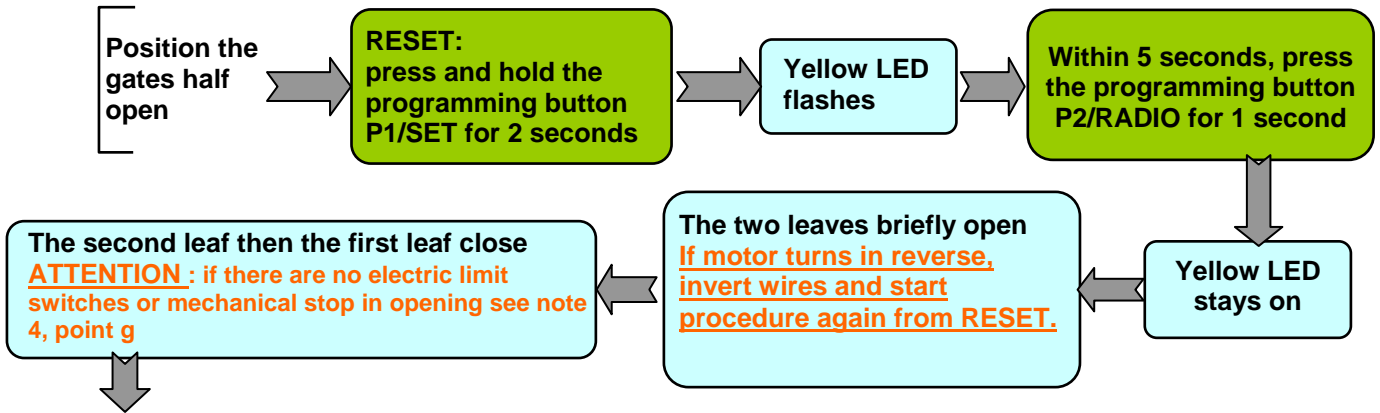 Position the
gates half
open
RESET:
press and hold the
programming button
P1/SET for 2 seconds
Yellow LED
flashes
Within 5 seconds, press
the programming button
P2/RADIO for 1 second
Yellow LED
stays on
The two leaves briefly open
If motor turns in reverse,
invert wires and start
procedure again from RESET.
The second leaf then the first leaf close
ATTENTION : if there are no electric limit
switches or mechanical stop in opening see note
4, point g